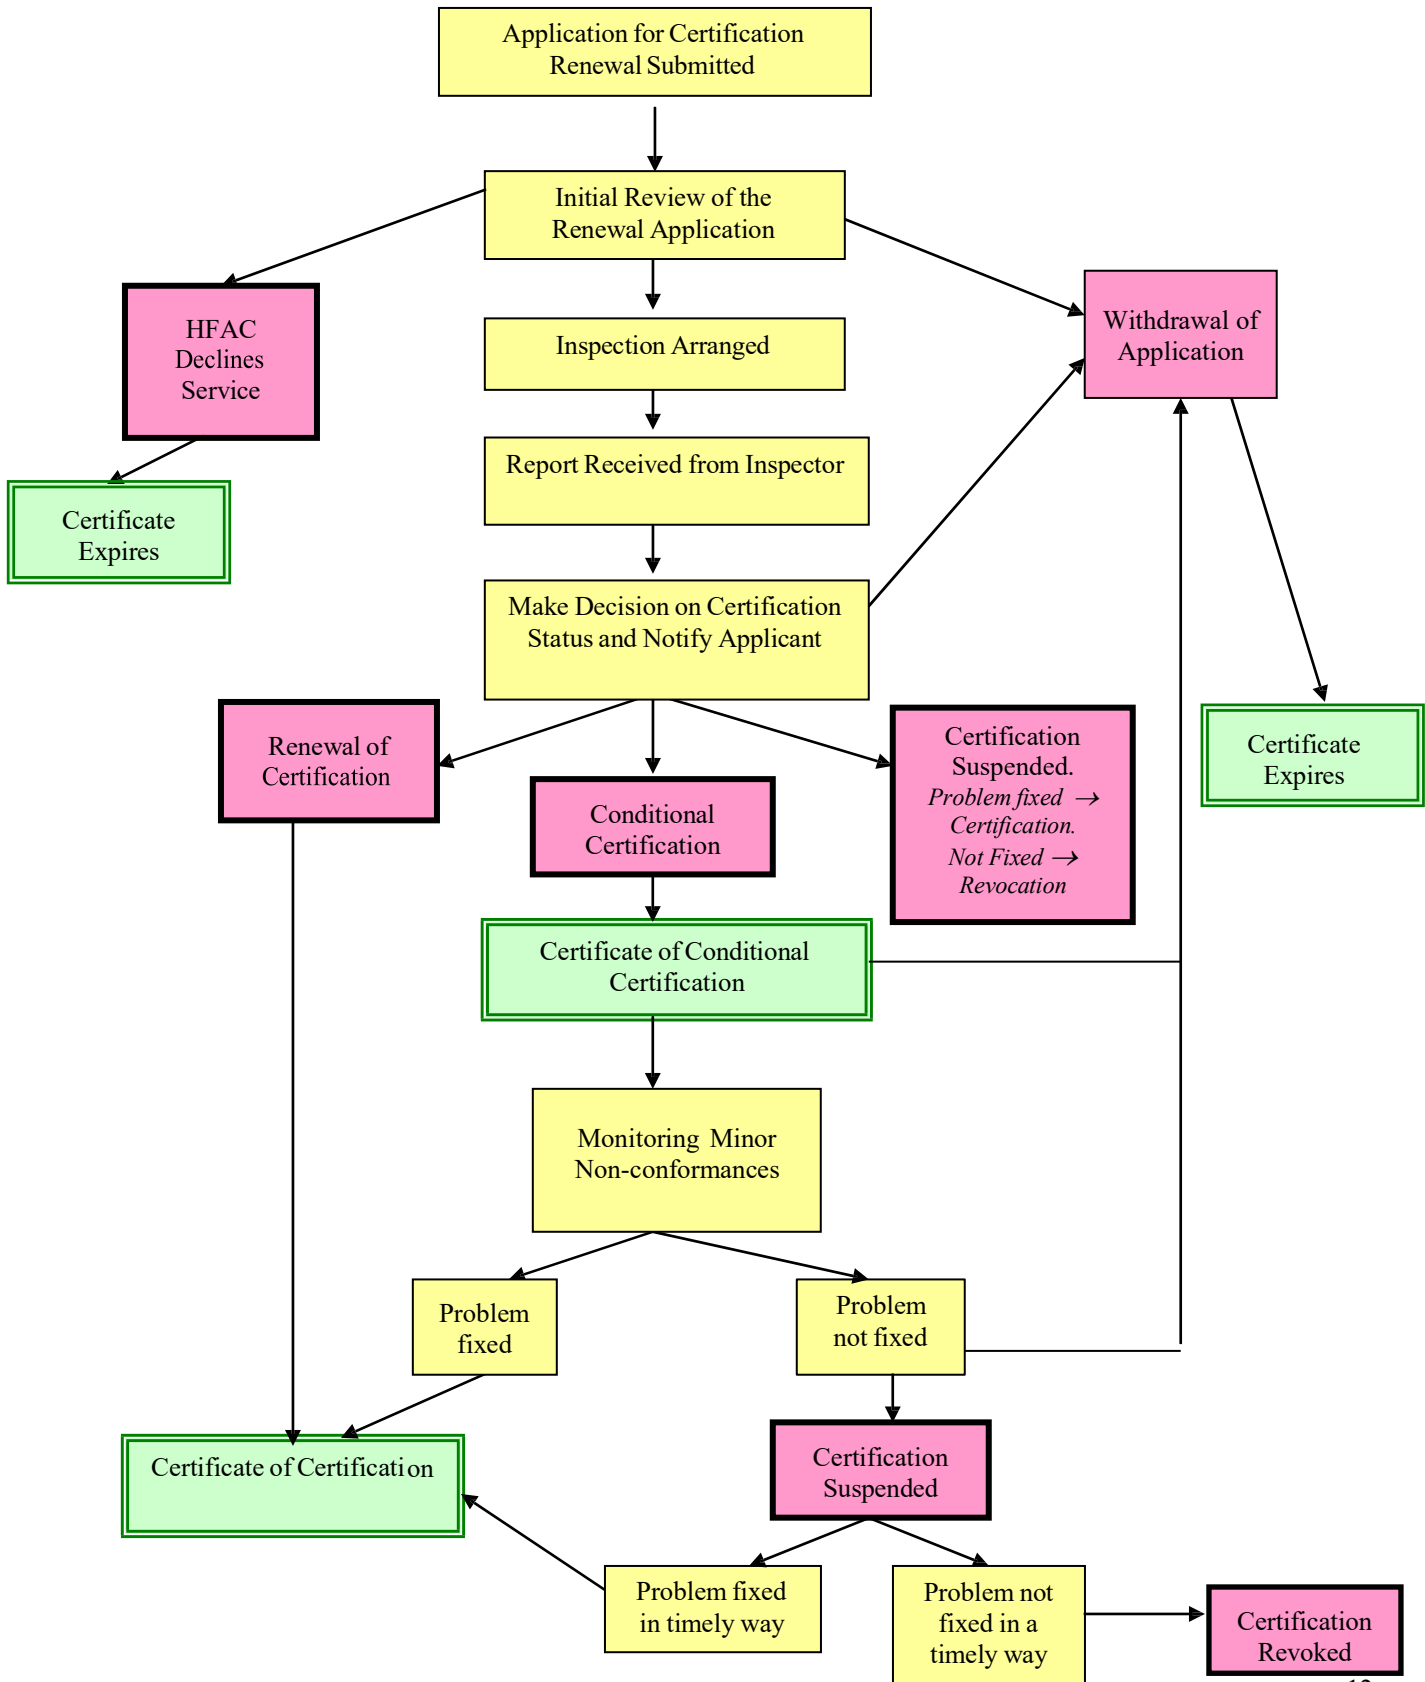 Application for Certification
Renewal Submitted
Initial Review of the
Renewal Application
HFAC
Declines
Service
Withdrawal of
Application
Inspection Arranged
Report Received from Inspector
Certificate
Expires
Make Decision on Certification
Status and Notify Applicant
Renewal of
Certification
Conditional
Certification
Certification
Suspended.
Problem fixed →
Certification.
Not Fixed →
Revocation
Certificate
Expires
Certificate of Conditional
Certification
Monitoring Minor
Non-conformances
Problem
fixed
Problem
not fixed
Certificate of Certification
Certification
Suspended
Problem fixed
in timely way
Problem not
fixed in a
timely way
Certification
Revoked